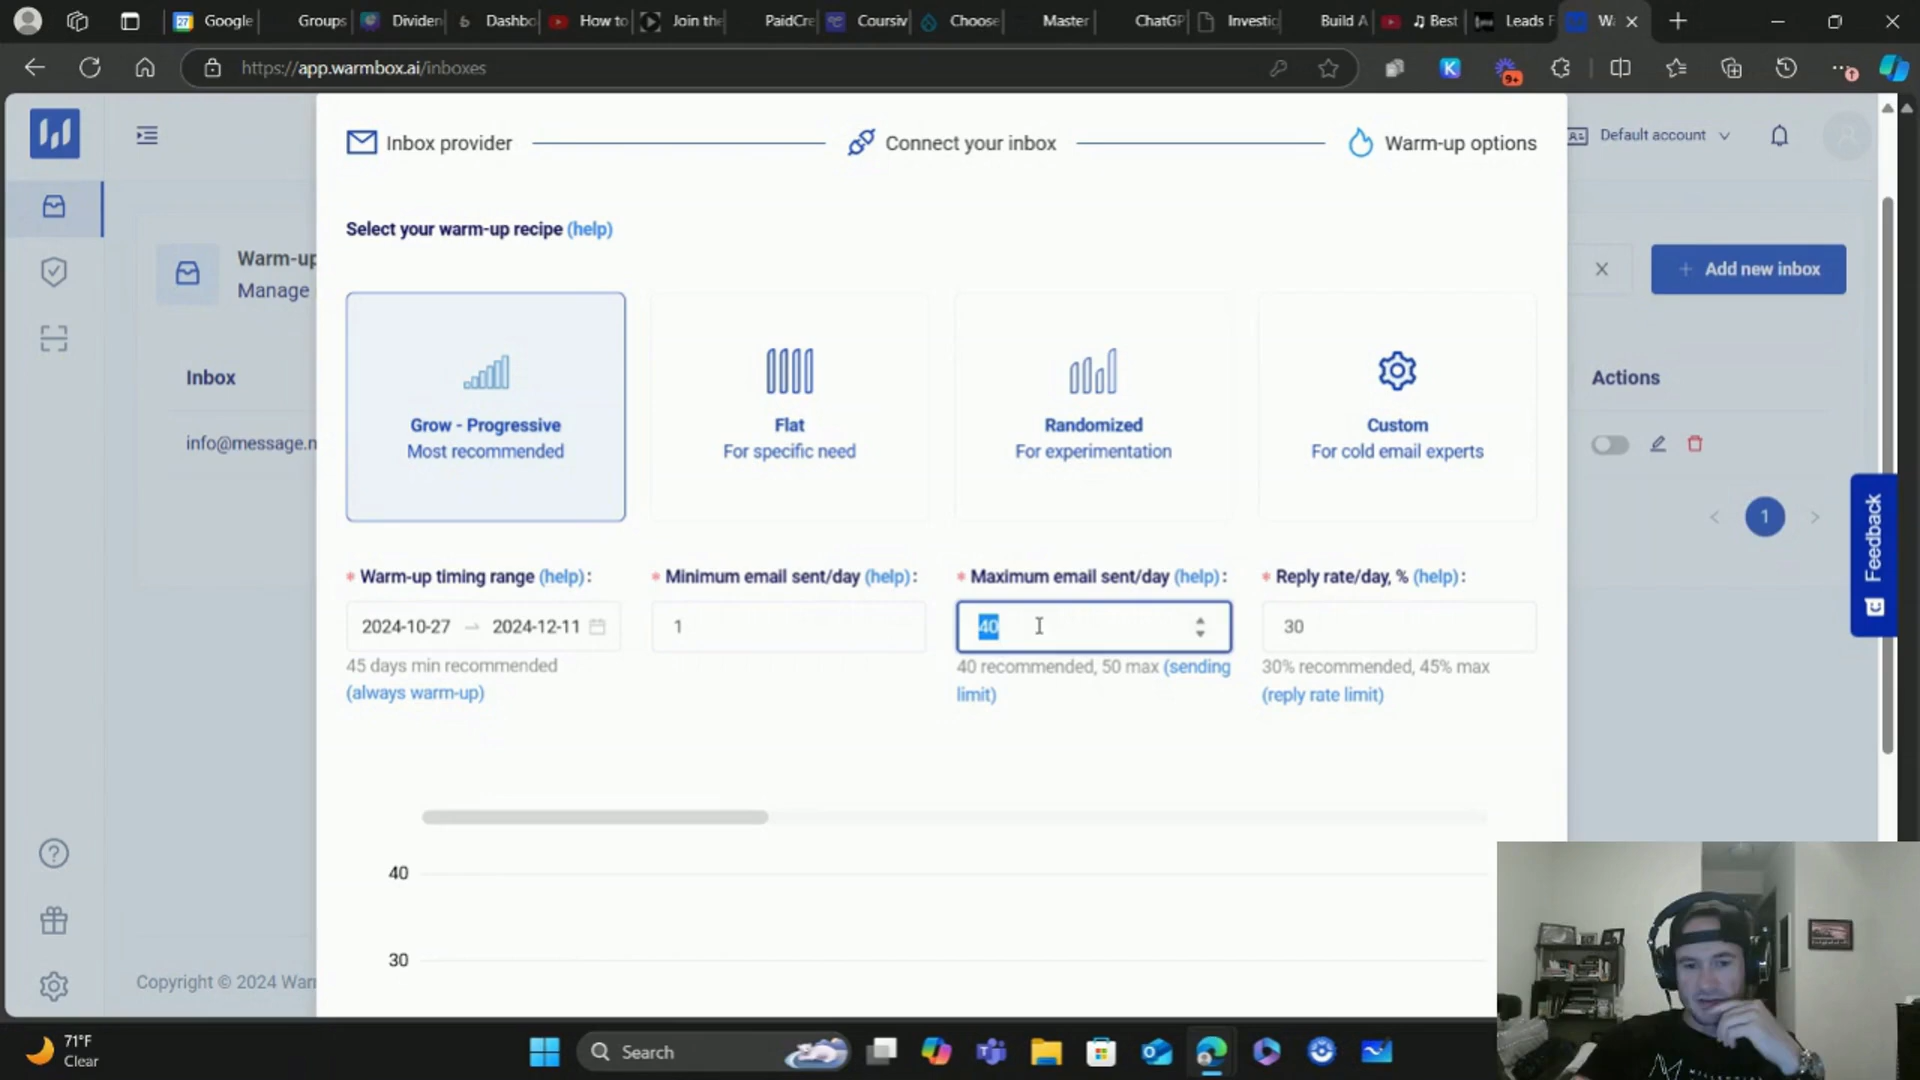 Google
Groups
Dividen
Dashbo
How to
Join the
PaidCre
Coursiv
Choose
Master
ChatGP
Investig
Build A
Best
Leads F
Wa
https://app.warmbox.ai/inboxes
9+
Inbox provider
Connect your inbox
Warm-up options
Default account
Select your warm-up recipe (help)
Warm-up
Manage
Add new inbox
Inbox
Actions
Grow - Progressive
Most recommended
Flat
For specific need
Randomized
For experimentation
Custom
For cold email experts
info@message.n
1
Feedback
* Warm-up timing range (help):
* Minimum email sent/day (help):
* Maximum email sent/day (help):
* Reply rate/day, % (help):
2024-10-27 → 2024-12-11
1
40
30
45 days min recommended
(always warm-up)
40 recommended, 50 max (sending
limit)
30% recommended, 45% max
(reply rate limit)
40
30
Copyright © 2024 Warm
71°F
Clear
Search